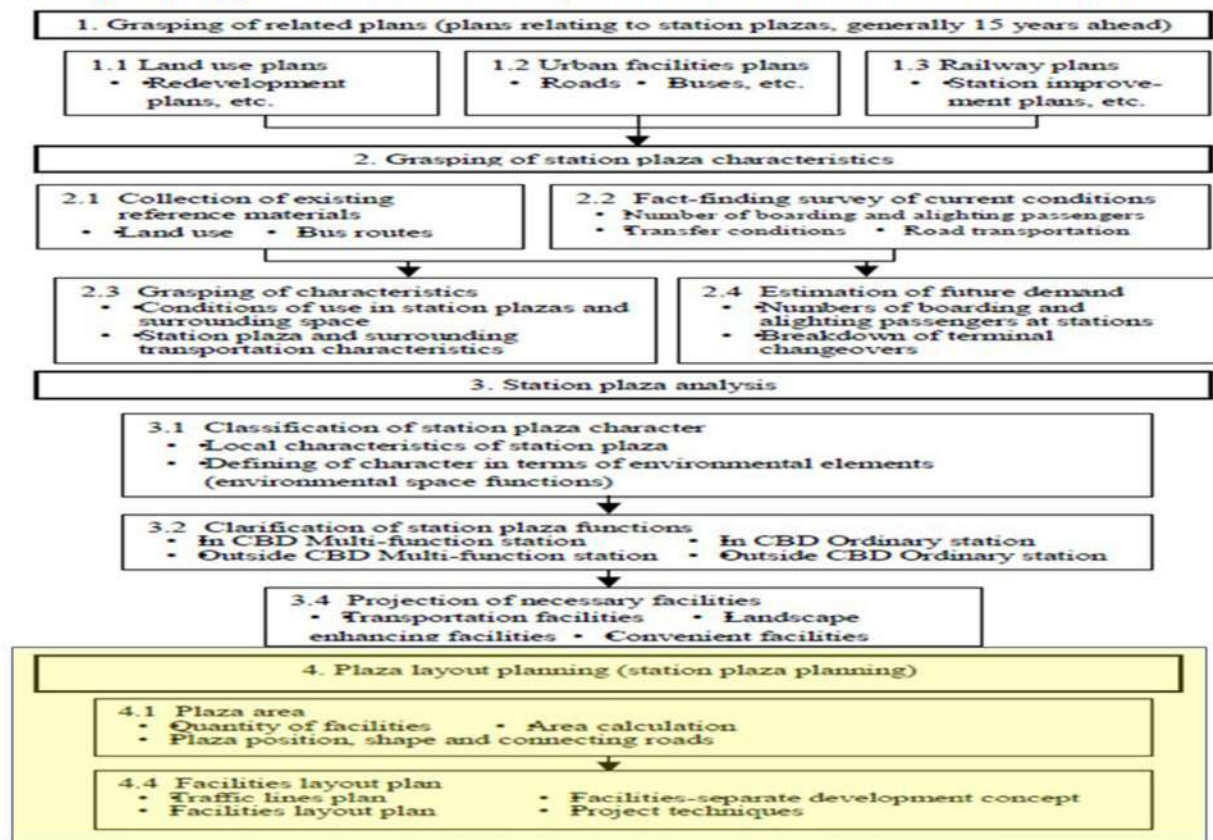 1. Grasping of related plans (plans relating to station plazas, generally 15 years ahead)
1.1 Land use plans
• •Redevelopment
plans, etc.
1.2 Urban facilities plans
• •Roads • Buses, etc.
1.3 Railway plans
• •Station improve-
ment plans, etc.
2. Grasping of station plaza characteristics
2.1 Collection of existing
reference materials
• •Land use • Bus routes
2.2 Fact-finding survey of current conditions
• •Number of boarding and alighting passengers
• •Transfer conditions • Road transportation
2.3 Grasping of characteristics
• •Conditions of use in station plazas and
surrounding space
• •Station plaza and surrounding
transportation characteristics
2.4 Estimation of future demand
• •Numbers of boarding and
alighting passengers at stations
• •Breakdown of terminal
changeovers
3. Station plaza analysis
3.1 Classification of station plaza character
• •Local characteristics of station plaza
• •Defining of character in terms of environmental elements
(environmental space functions)
3.2 Clarification of station plaza functions
• •In CBD Multi-function station • •In CBD Ordinary station
• •Outside CBD Multi-function station • •Outside CBD Ordinary station
3.4 Projection of necessary facilities
• •Transportation facilities • •Landscape
enhancing facilities • •Convenient facilities
4. Plaza layout planning (station plaza planning)
4.1 Plaza area
• •Quantity of facilities • •Area calculation
• •Plaza position, shape and connecting roads
4.4 Facilities layout plan
• •Traffic lines plan • •Facilities-separate development concept
• •Facilities layout plan • •Project techniques